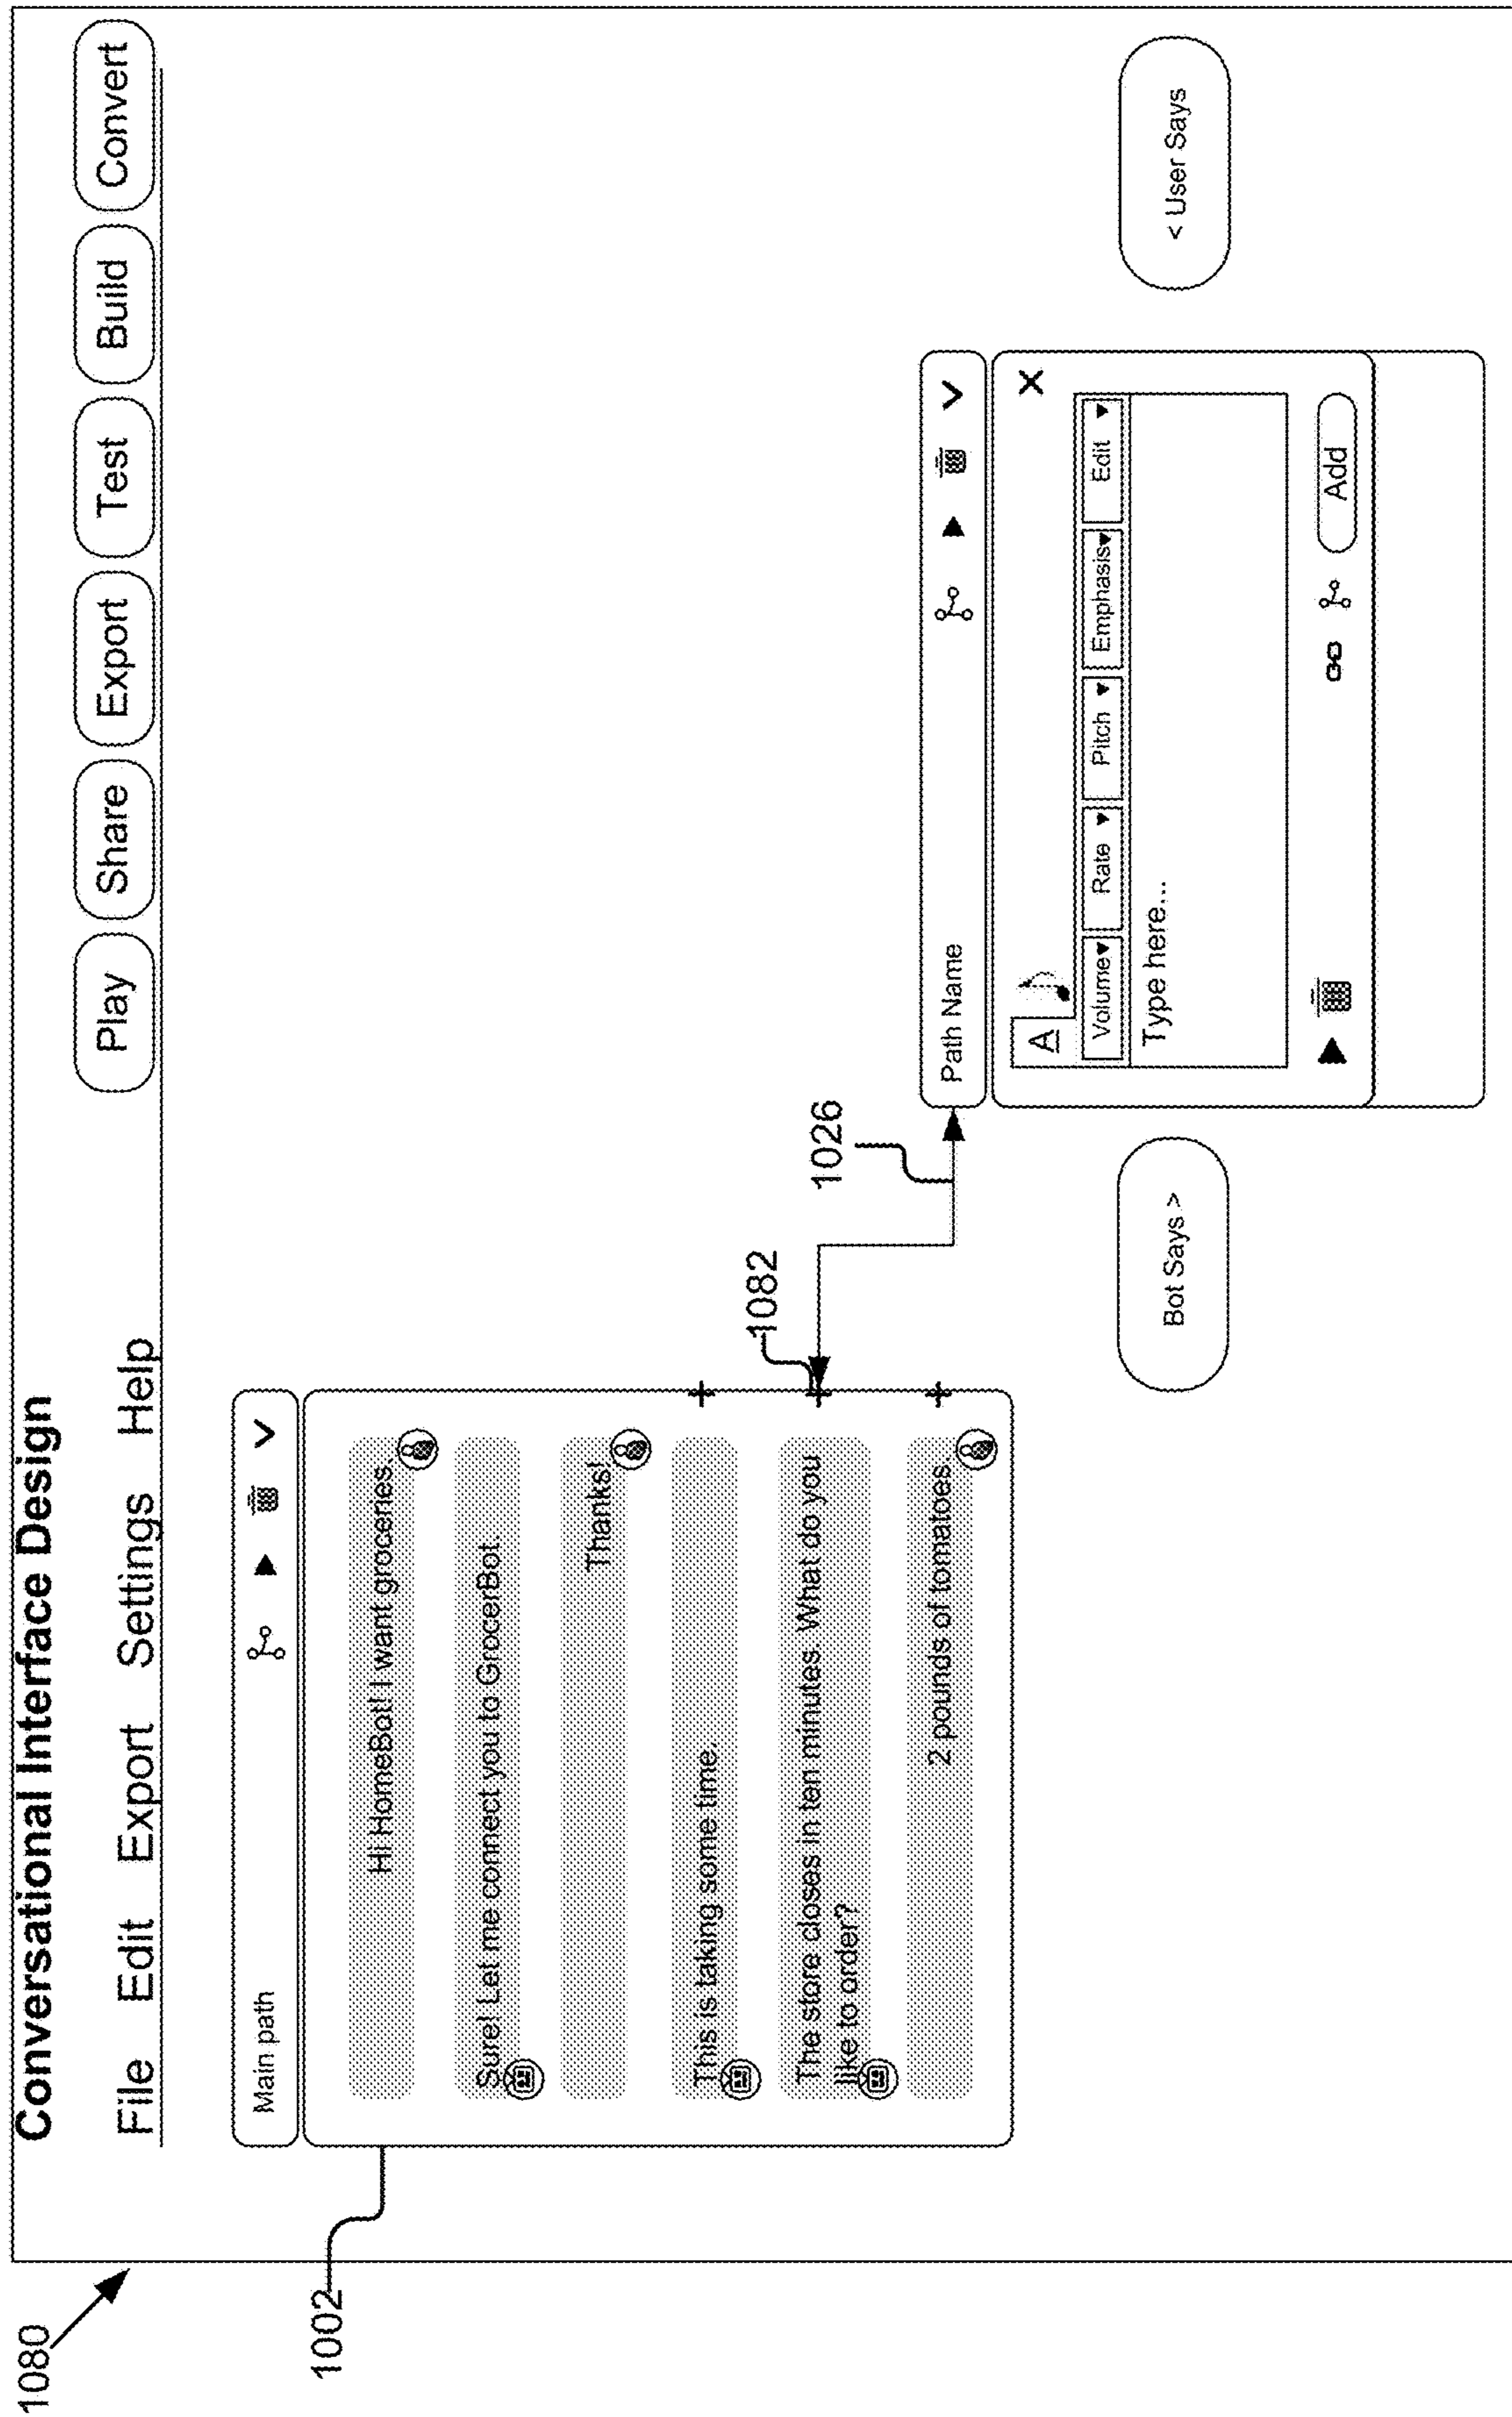 1080
Conversational Interface Design
File Edit Export Settings Help
Play Share Export Test Build Convert
1002
Main path
Hi HomeBot! I want groceries.
Sure! Let me connect you to GrocerBot.
Thanks!
This is taking some time.
The store closes in ten minutes. What do you
like to order?
2 pounds of tomatoes.
1082
1026
Path Name
X
A
Volume Rate Pitch Emphasis Edit
Type here...
Add
Bot Says >
< User Says